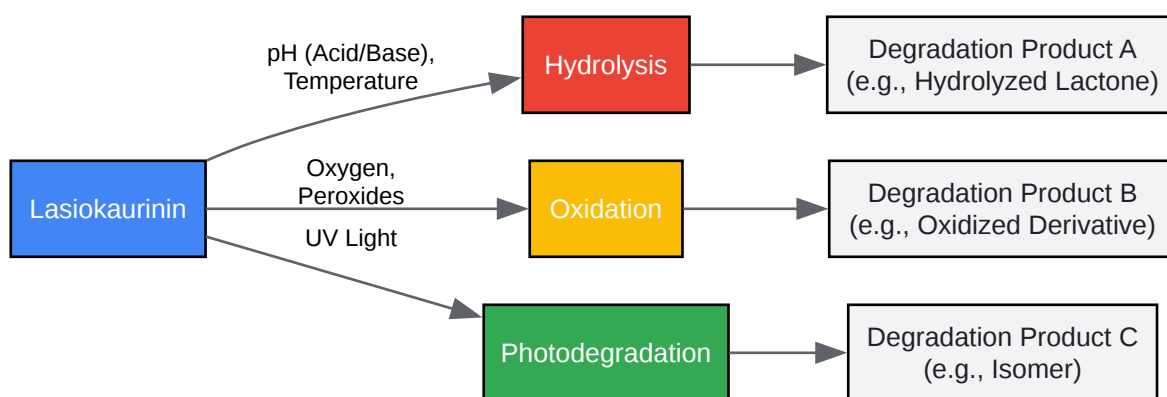 pH (Acid/Base),
Temperature
Hydrolysis
Degradation Product A
(e.g., Hydrolyzed Lactone)
Lasiokaurinin
Oxygen,
Peroxides
Oxidation
Degradation Product B
(e.g., Oxidized Derivative)
UV Light
Photodegradation
Degradation Product C
(e.g., Isomer)